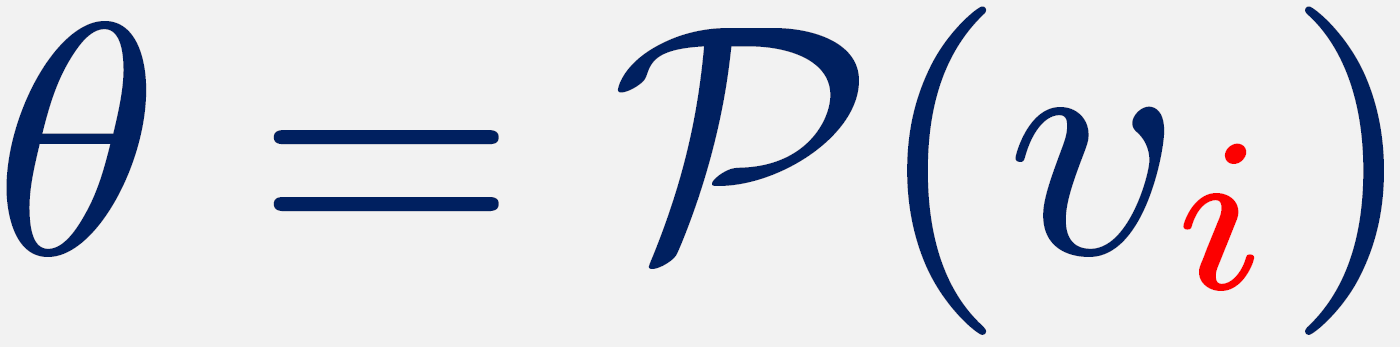 θ = 𝒫(vᵢ)